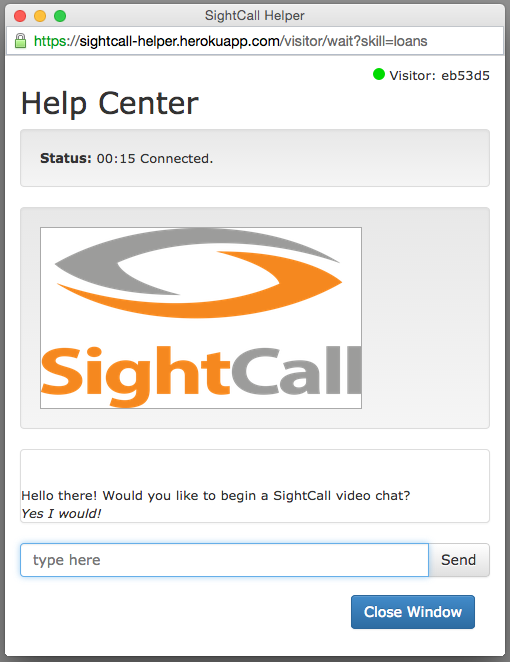 SightCall Helper
https://sightcall-helper.herokuapp.com/visitor/wait?skill=loans
Visitor: eb53d5
Help Center
Status: 00:15 Connected.
SightCall
Hello there! Would you like to begin a SightCall video chat?
Yes I would!
type here
Send
Close Window